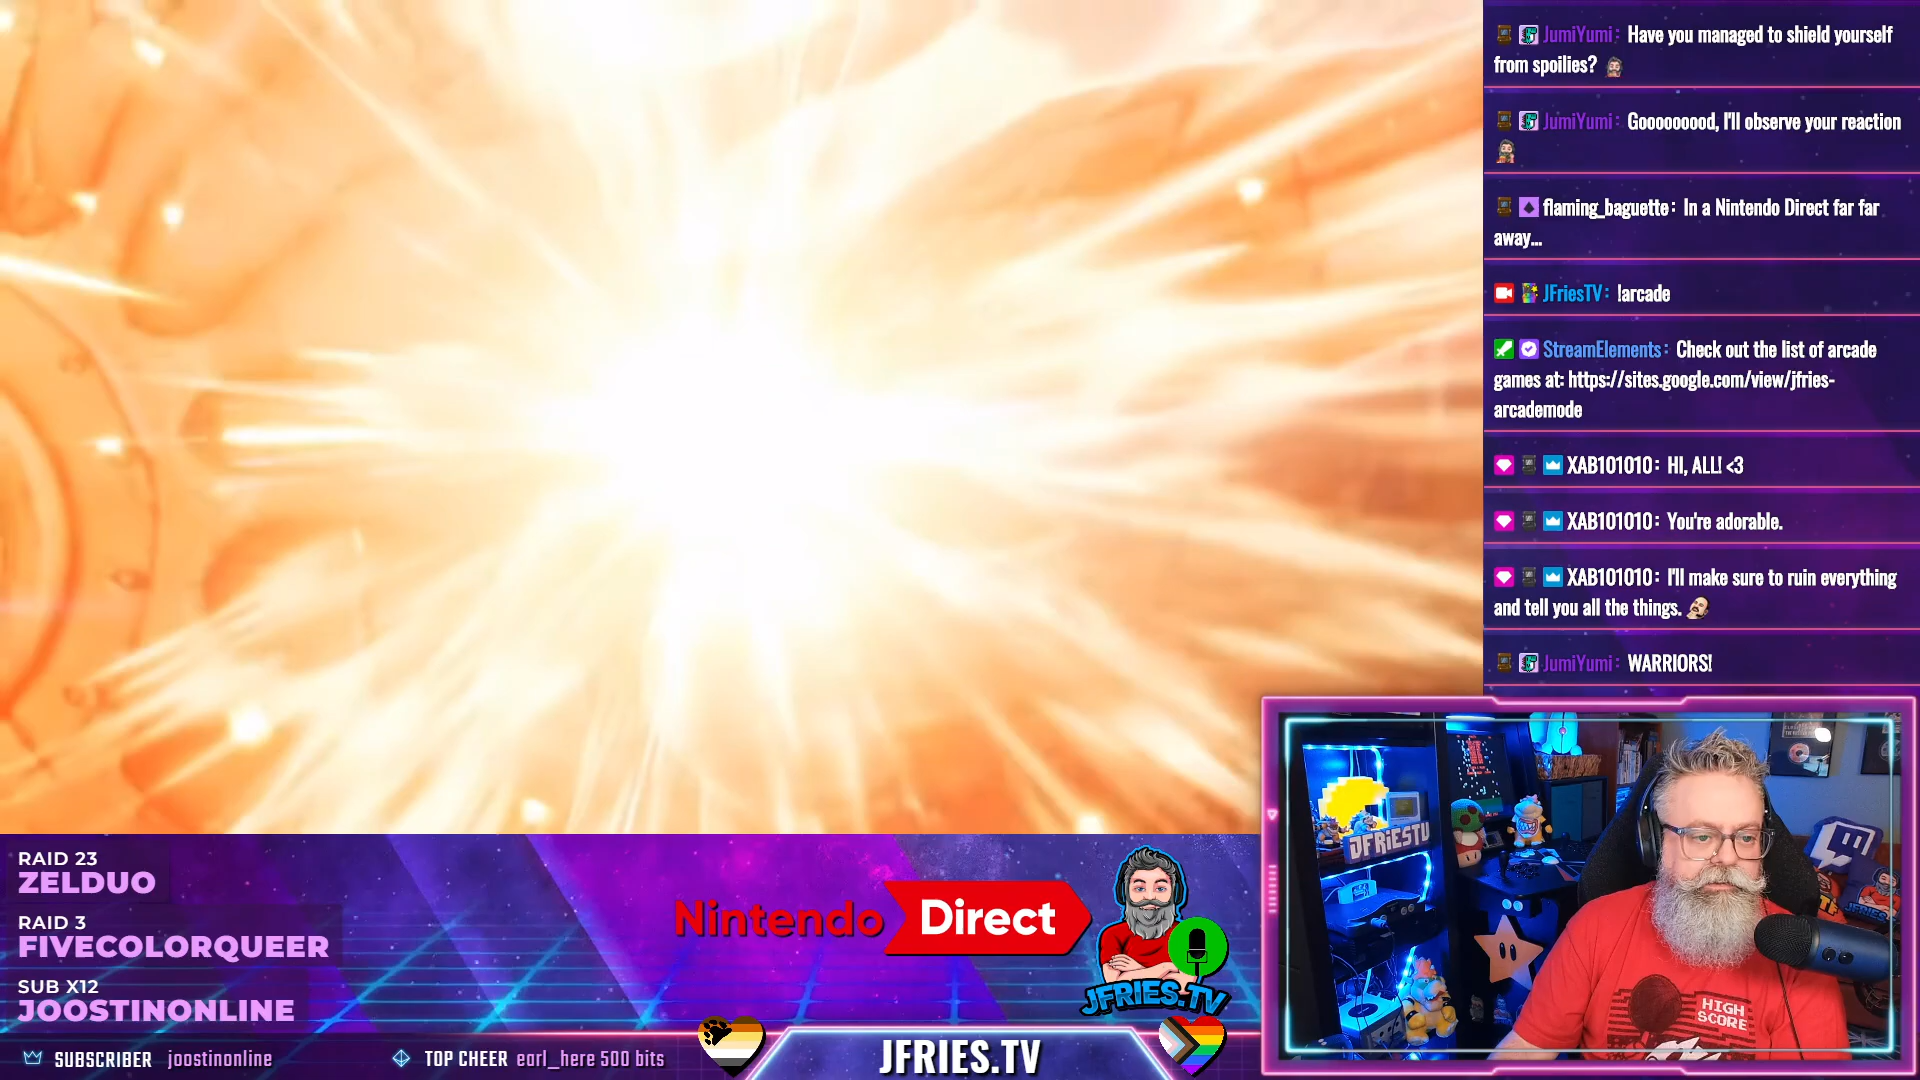 JumiYumi: Have you managed to shield yourself
from spoilies?
JumiYumi: Gooooooood, I'll observe your reaction
flaming_baguette: In a Nintendo Direct far far
away...
JFriesTV: !arcade
StreamElements: Check out the list of arcade
games at: https://sites.google.com/view/jfries-
arcademode
XAB101010: HI, ALL! <3
XAB101010: You're adorable.
XAB101010: I'll make sure to ruin everything
and tell you all the things.
JumiYumi: WARRIORS!
JFRIESTV
HIGH
SCORE
RAID 23
ZELDUO
RAID 3
FIVECOLORQUEER
SUB X12
JOOSTINONLINE
Nintendo Direct
JFRIES.TV
SUBSCRIBER joostinonline
TOP CHEER earl_here 500 bits
JFRIES.TV